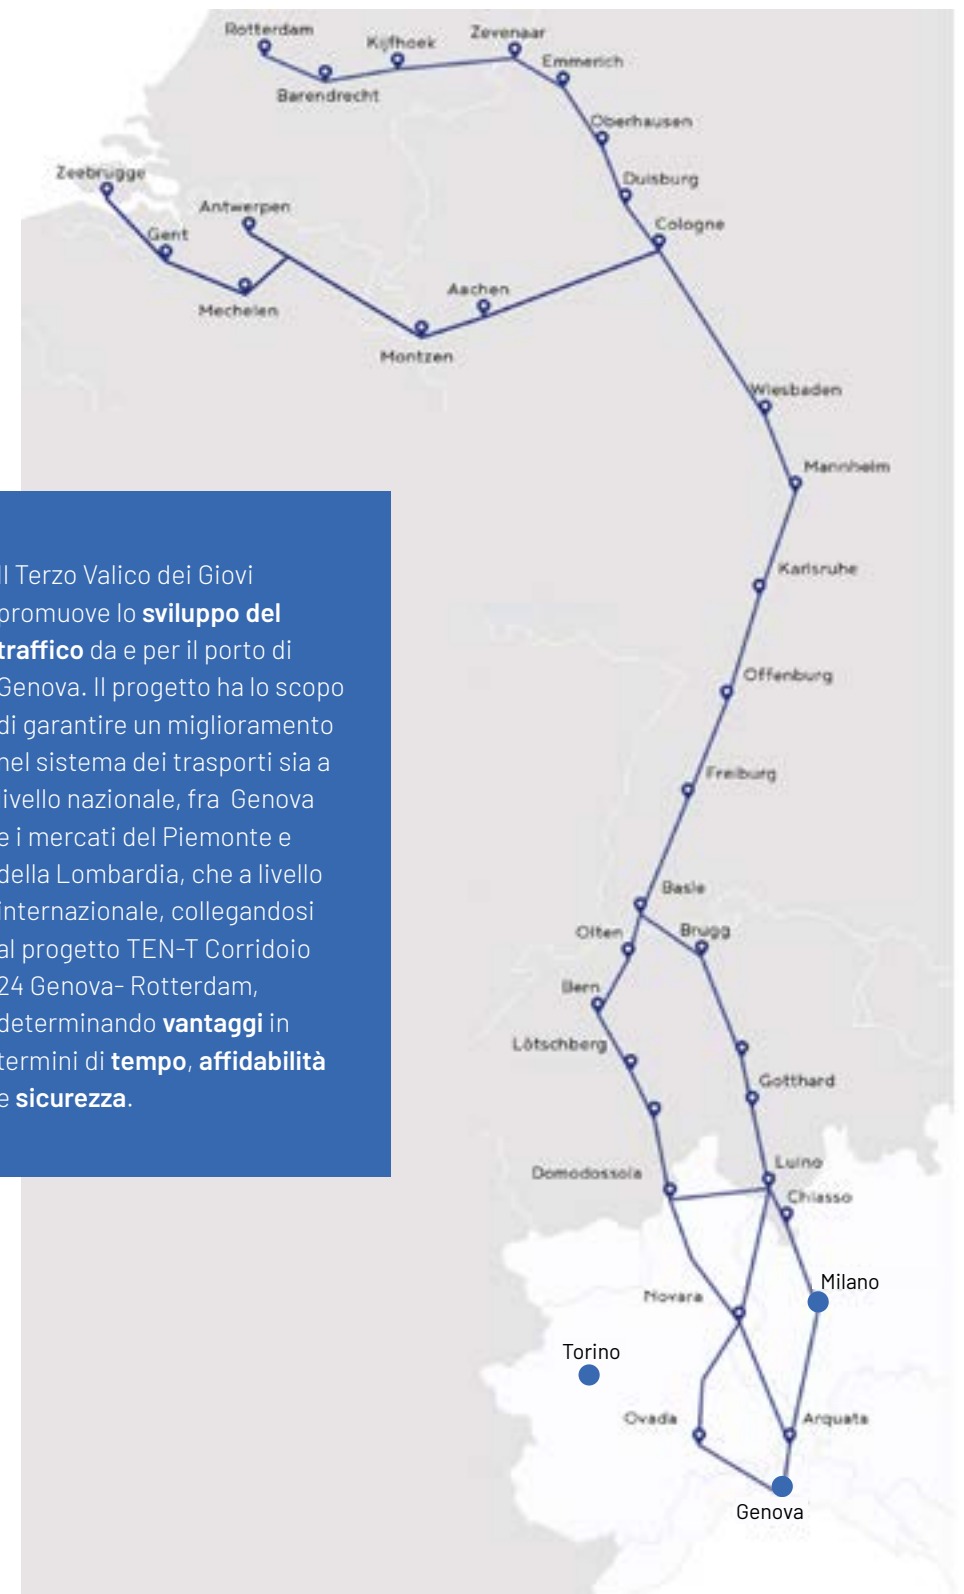 Rotterdam
Kijfhoek
Zevenaar
Emmerich
Barendrecht
Oberhausen
Zeebrugge
Duisburg
Antwerpen
Cologne
Gent
Aachen
Mechelen
Montzen
Wiesbaden
Mannheim
Il Terzo Valico dei Giovi
promuove lo sviluppo del
traffico da e per il porto di
Genova. Il progetto ha lo scopo
di garantire un miglioramento
nel sistema dei trasporti sia a
livello nazionale, fra Genova
e i mercati del Piemonte e
della Lombardia, che a livello
internazionale, collegandosi
al progetto TEN-T Corridoio
24 Genova- Rotterdam,
determinando vantaggi in
termini di tempo, affidabilità
e sicurezza.
Karlsruhe
Offenburg
Freiburg
Basle
Olten
Brugg
Bern
Lötschberg
Gotthard
Luino
Domodossola
Chiasso
Milano
Novara
Torino
Ovada
Arquata
Genova